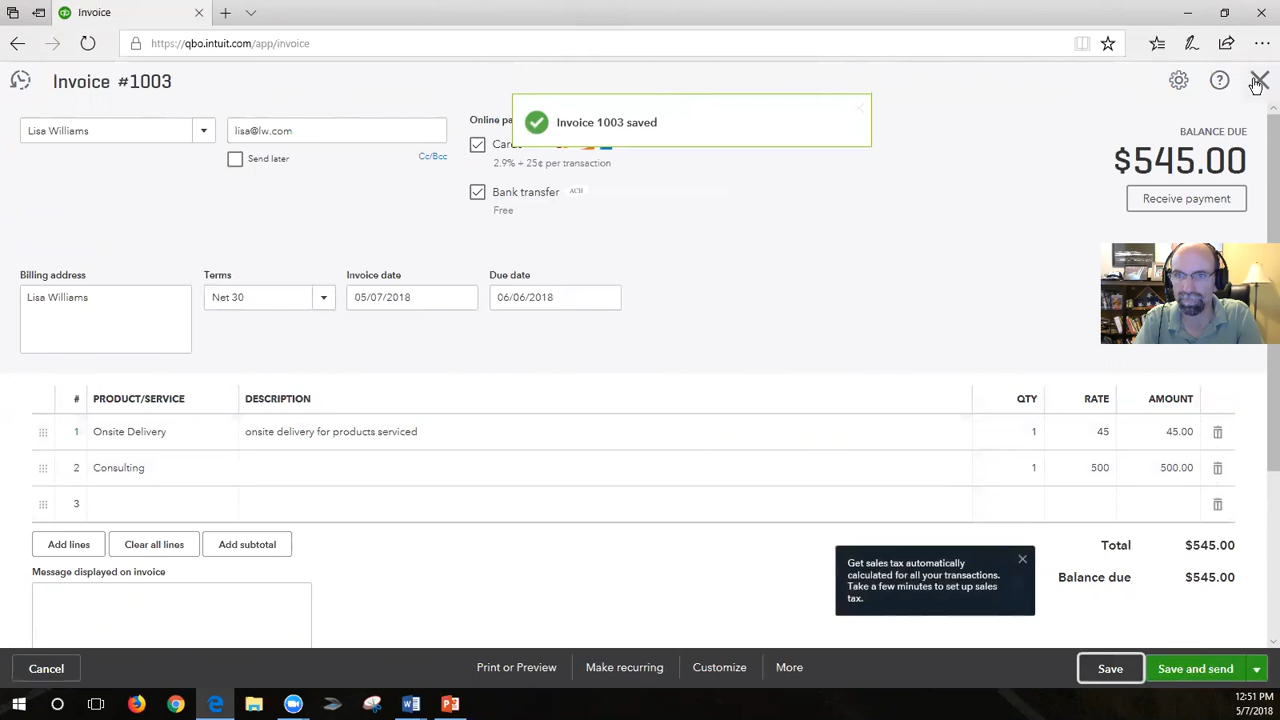 Invoice
https://qbo.intuit.com/app/invoice
Invoice #1003
Invoice 1003 saved
Lisa Williams
lisa@lw.com
Send later
Cc/Bcc
Online pa
Cards
2.9% + 25¢ per transaction
Bank transfer ACH
Free
BALANCE DUE
$545.00
Receive payment
Billing address
Lisa Williams
Terms
Net 30
Invoice date
05/07/2018
Due date
06/06/2018
# PRODUCT/SERVICE DESCRIPTION QTY RATE AMOUNT
1 Onsite Delivery onsite delivery for products serviced 1 45 45.00
2 Consulting 1 500 500.00
3
Add lines Clear all lines Add subtotal
Total $545.00
Balance due $545.00
Message displayed on invoice
Get sales tax automatically
calculated for all your transactions.
Take a few minutes to set up sales
tax.
Cancel Print or Preview Make recurring Customize More Save Save and send
12:51 PM
5/7/2018